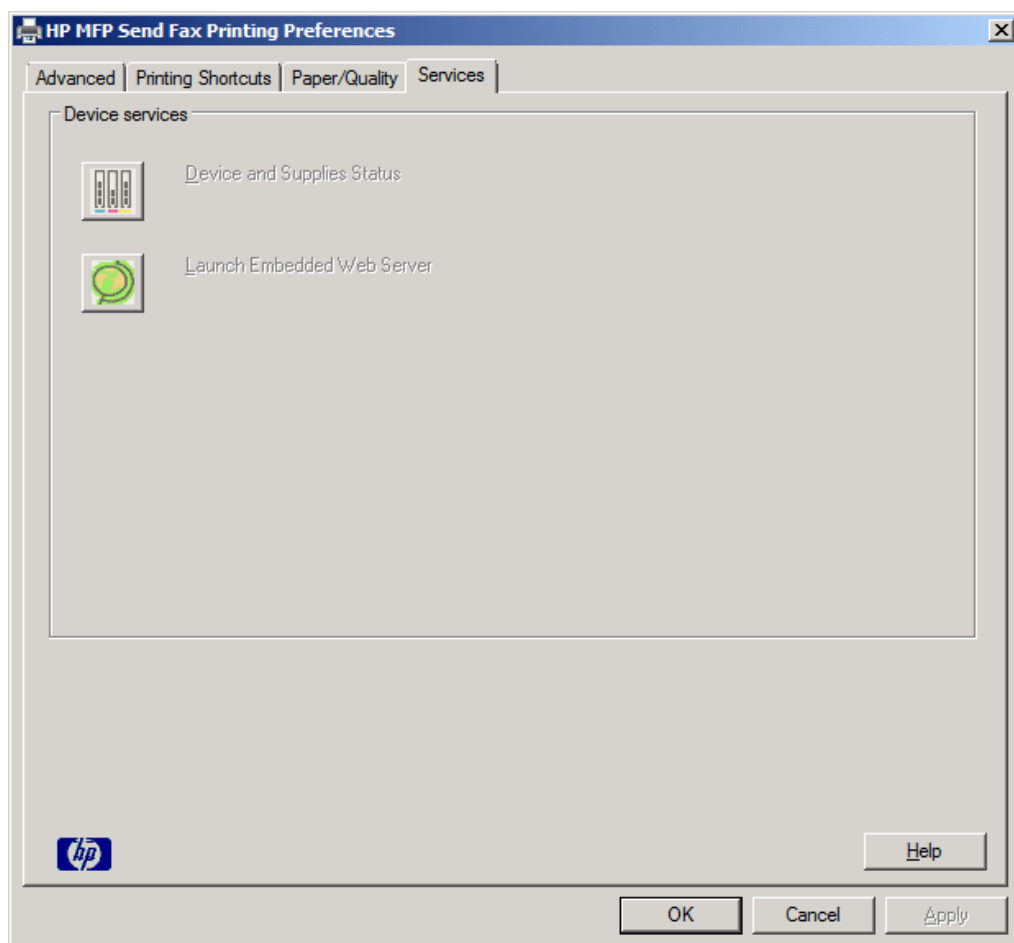 HP MFP Send Fax Printing Preferences
Advanced Printing Shortcuts Paper/Quality Services
Device services
Device and Supplies Status
Launch Embedded Web Server
hp
Help
OK Cancel Apply